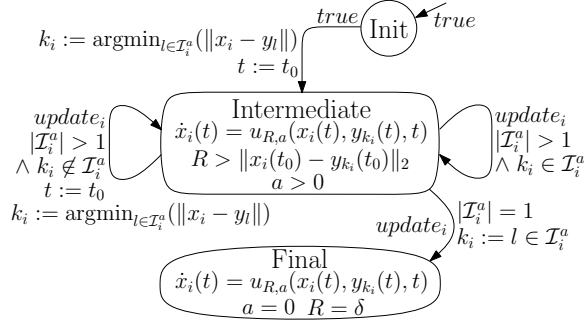 true
Init
true
k_i := argmin_{l∈𝓘_i^a}(‖x_i − y_l‖)
t := t_0
Intermediate
ẋ_i(t) = u_{R,a}(x_i(t), y_{k_i}(t), t)
R > ‖x_i(t_0) − y_{k_i}(t_0)‖_2
a > 0
update_i
|𝓘_i^a| > 1
∧ k_i ∉ 𝓘_i^a
t := t_0
k_i := argmin_{l∈𝓘_i^a}(‖x_i − y_l‖)
update_i
|𝓘_i^a| > 1
∧ k_i ∈ 𝓘_i^a
update_i
|𝓘_i^a| = 1
k_i := l ∈ 𝓘_i^a
Final
ẋ_i(t) = u_{R,a}(x_i(t), y_{k_i}(t), t)
a = 0 R = δ